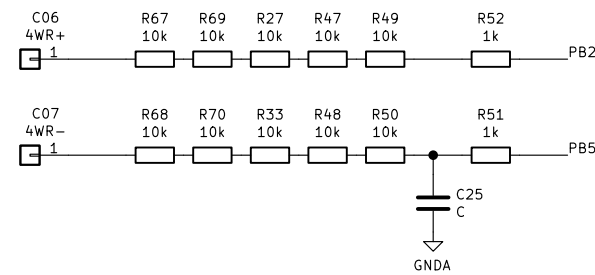 C06 R67 R69 R27 R47 R49 R52
4WR+ 10k 10k 10k 10k 10k 1k
1 PB2
C07 R68 R70 R33 R48 R50 R51
4WR- 10k 10k 10k 10k 10k 1k
1 PB5
C25
C
GNDA